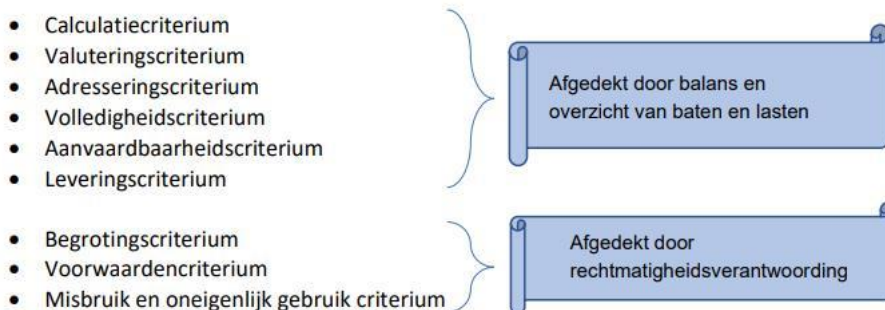 • Calculatiecriterium
• Valuteringscriterium
• Adresseringscriterium
• Volledigheidscriterium
• Aanvaardbaarheidscriterium
• Leveringscriterium
Afgedekt door balans en
overzicht van baten en lasten
• Begrotingscriterium
• Voorwaardencriterium
• Misbruik en oneigenlijk gebruik criterium
Afgedekt door
rechtmatigheidsverantwoording